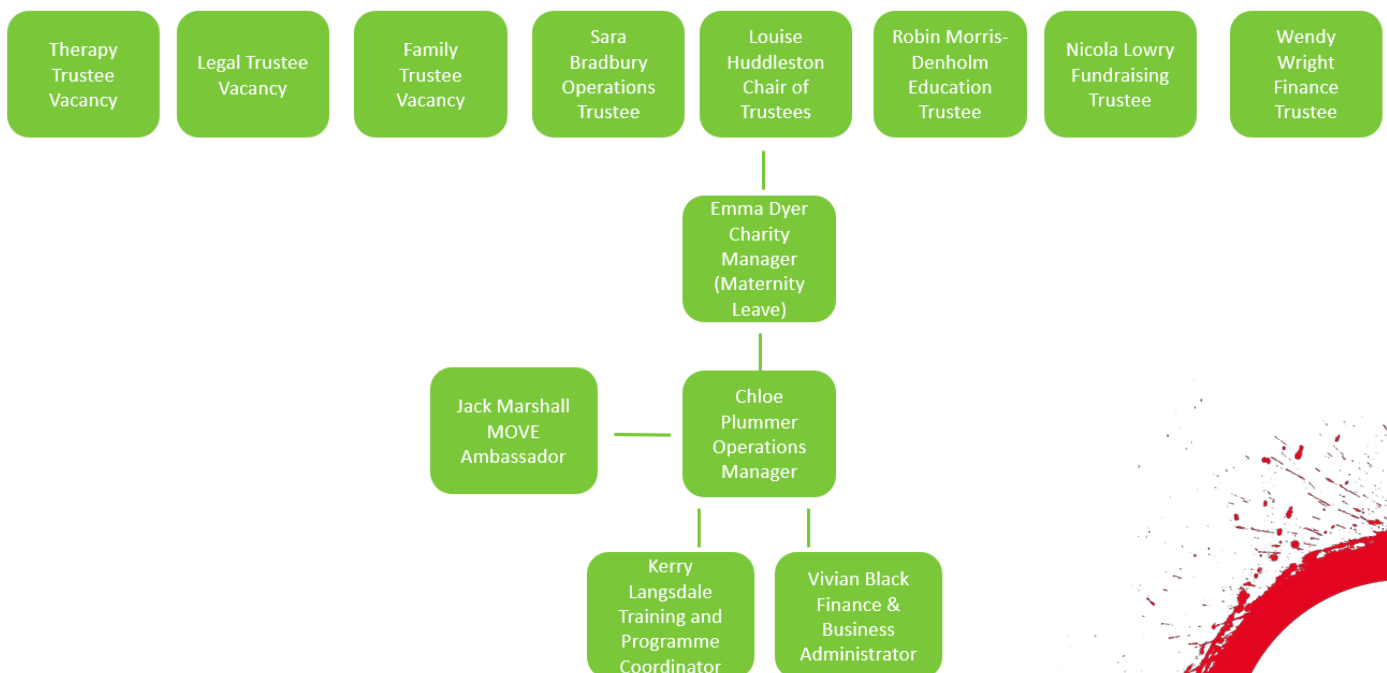 Therapy
Trustee
Vacancy
Legal Trustee
Vacancy
Family
Trustee
Vacancy
Sara
Bradbury
Operations
Trustee
Louise
Huddleston
Chair of
Trustees
Robin Morris-
Denholm
Education
Trustee
Nicola Lowry
Fundraising
Trustee
Wendy
Wright
Finance
Trustee
Emma Dyer
Charity
Manager
(Maternity
Leave)
Jack Marshall
MOVE
Ambassador
Chloe
Plummer
Operations
Manager
Kerry
Langsdale
Training and
Programme
Coordinator
Vivian Black
Finance &
Business
Administrator